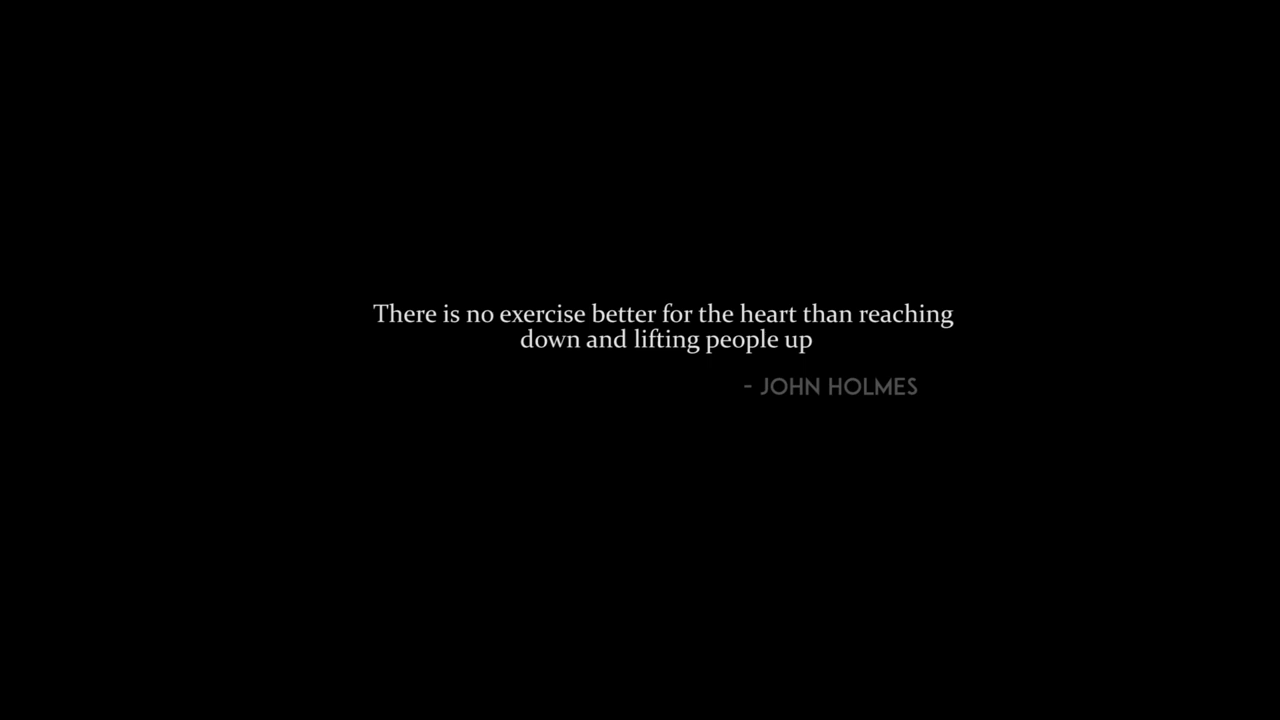 There is no exercise better for the heart than reaching
down and lifting people up
- JOHN HOLMES